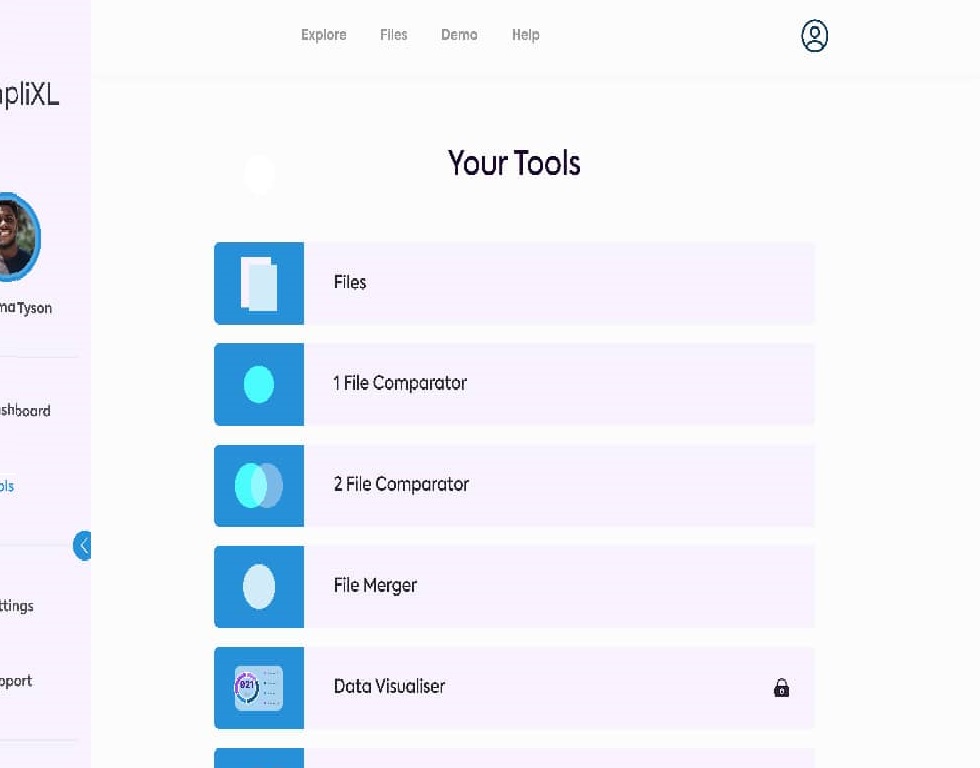 Explore Files Demo Help
pliXL
Your Tools
Tyson
Files
1 File Comparator
shboard
2 File Comparator
ols
File Merger
ttings
021
Data Visualiser
pport